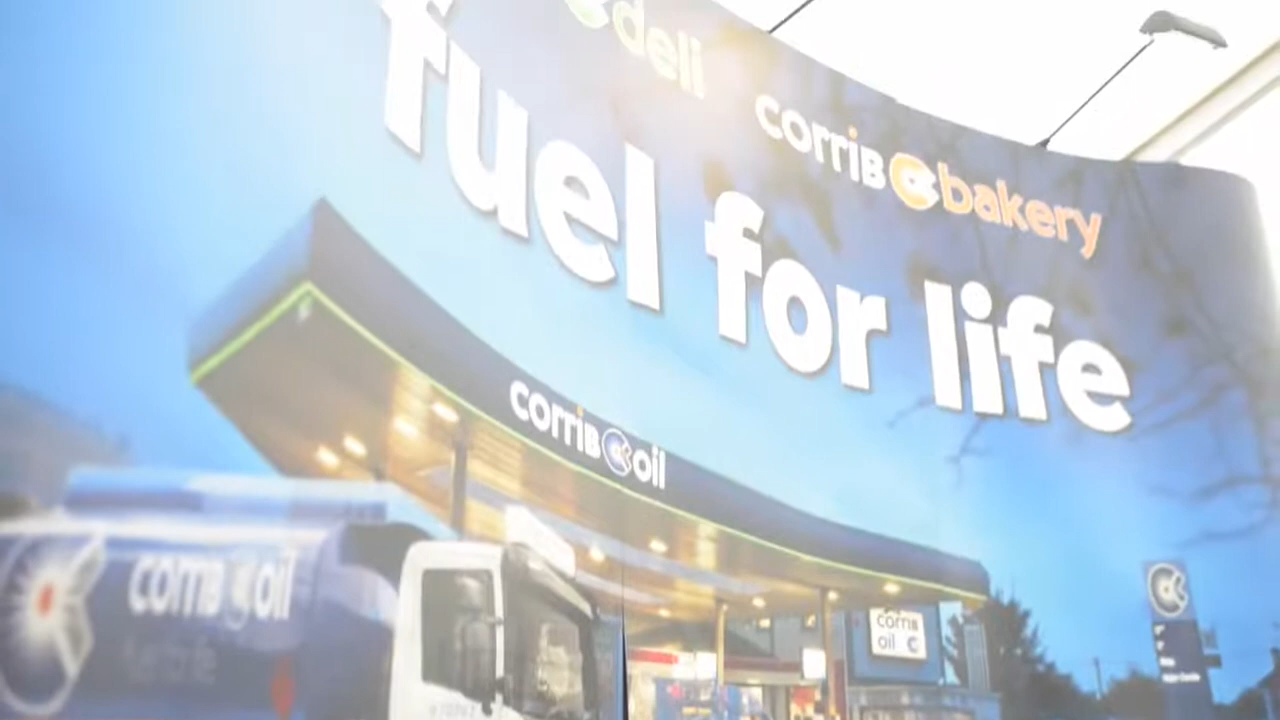 deli
corrib bakery
fuel for life
corrib oil
corrib oil
corrib
oil